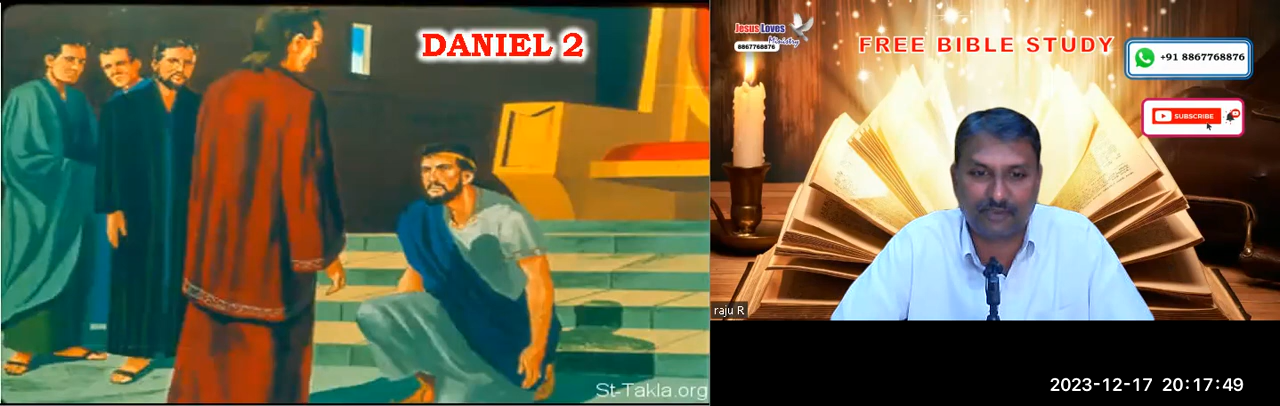 DANIEL 2
St-Takla.org
Jesus Loves
Ministry
8867768876
FREE BIBLE STUDY
+91 8867768876
SUBSCRIBE
raju R
2023-12-17 20:17:49